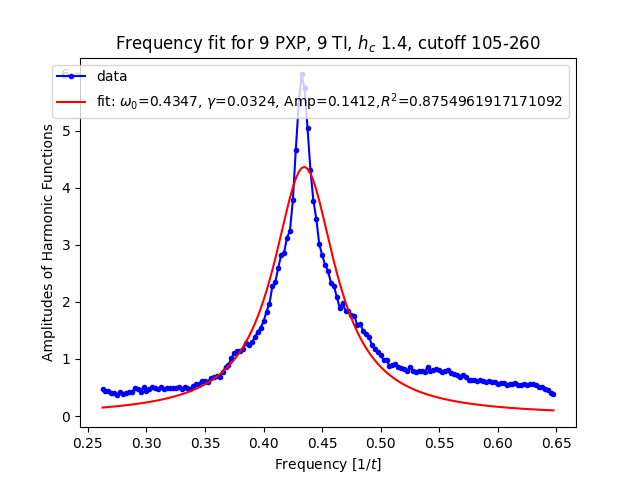 Frequency fit for 9 PXP, 9 TI, $h_c$ 1.4, cutoff 105-260
data
fit: $\omega_0$=0.4347, $\gamma$=0.0324, Amp=0.1412,$R^2$=0.8754961917171092
Amplitudes of Harmonic Functions
6
5
4
3
2
1
0
0.25 0.30 0.35 0.40 0.45 0.50 0.55 0.60 0.65
Frequency [1/$t$]